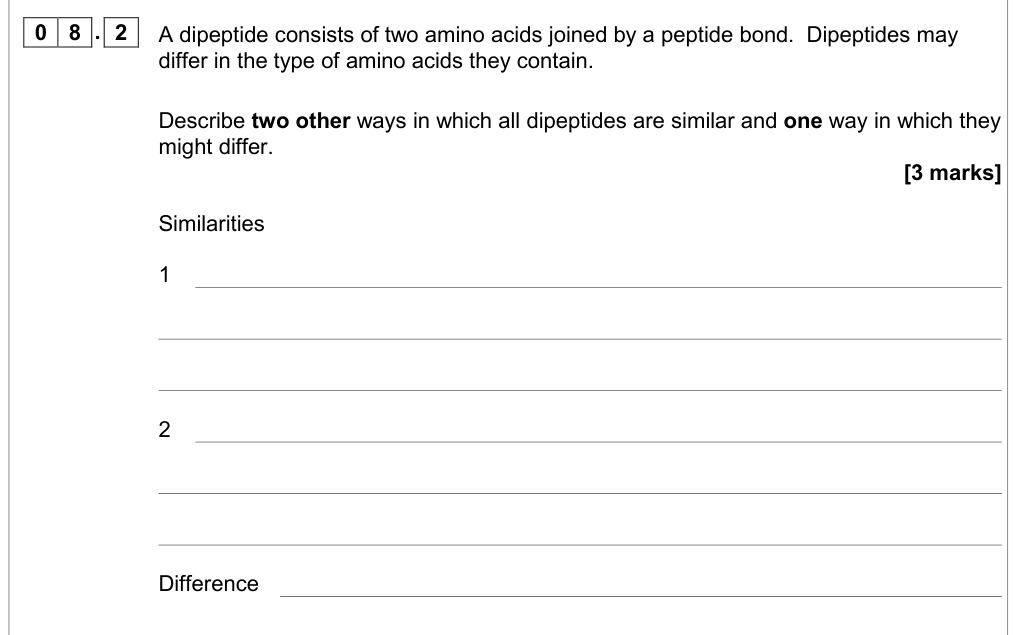 08.2 A dipeptide consists of two amino acids joined by a peptide bond. Dipeptides may
differ in the type of amino acids they contain.
Describe two other ways in which all dipeptides are similar and one way in which they
might differ.
[3 marks]
Similarities
1
2
Difference